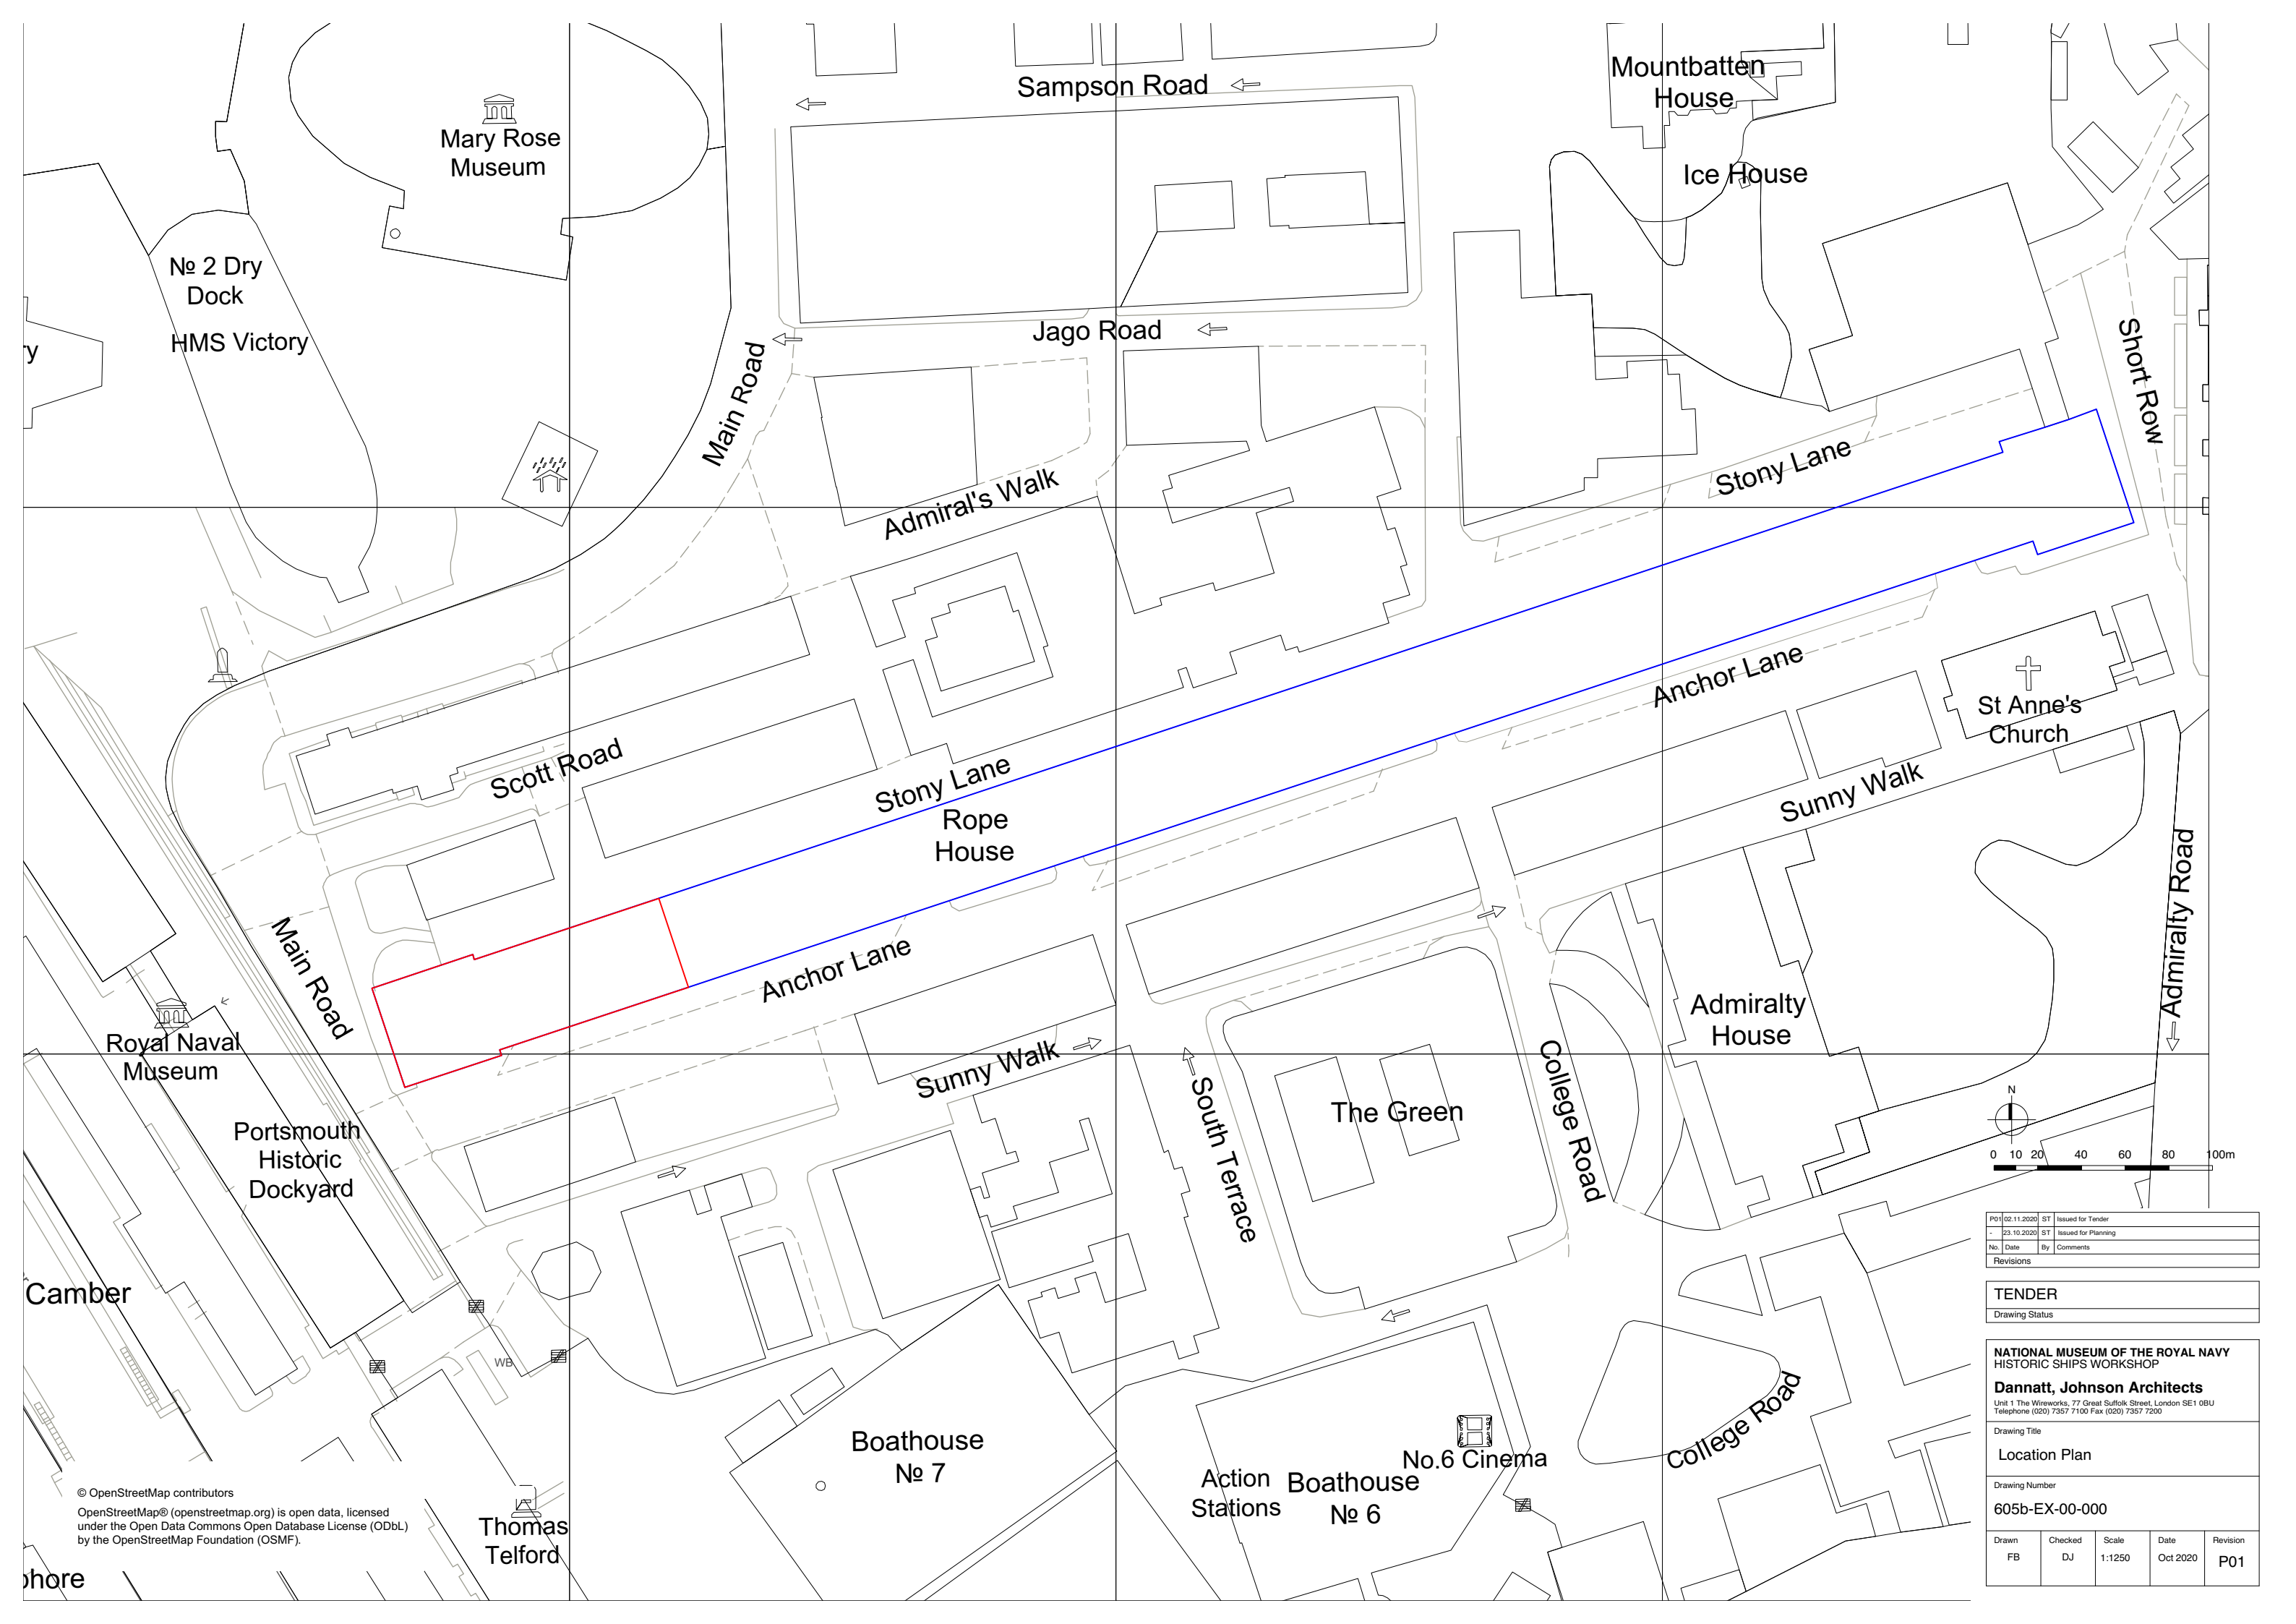 Sampson Road
Mountbatten
House
Mary Rose
Museum
Ice House
№ 2 Dry
Dock
HMS Victory
ry
Jago Road
Main Road
Short Row
Admiral's Walk
Stony Lane
Anchor Lane
St Anne's
Church
Scott Road
Stony Lane
Rope
House
Sunny Walk
Admiralty Road
Main Road
Anchor Lane
Royal Naval
Museum
Admiralty
House
Sunny Walk
South Terrace
The Green
College Road
Portsmouth
Historic
Dockyard
Camber
WB
Boathouse
№ 7
Action
Stations
Boathouse
№ 6
No.6 Cinema
College Road
Thomas
Telford
phore
© OpenStreetMap contributors
OpenStreetMap® (openstreetmap.org) is open data, licensed
under the Open Data Commons Open Database License (ODbL)
by the OpenStreetMap Foundation (OSMF).
N
0 10 20 40 60 80 100m
P01 02.11.2020 ST Issued for Tender
- 23.10.2020 ST Issued for Planning
No. Date By Comments
Revisions
TENDER
Drawing Status
NATIONAL MUSEUM OF THE ROYAL NAVY
HISTORIC SHIPS WORKSHOP
Dannatt, Johnson Architects
Unit 1 The Wireworks, 77 Great Suffolk Street, London SE1 0BU
Telephone (020) 7357 7100 Fax (020) 7357 7200
Drawing Title
Location Plan
Drawing Number
605b-EX-00-000
Drawn Checked Scale Date Revision
FB DJ 1:1250 Oct 2020 P01